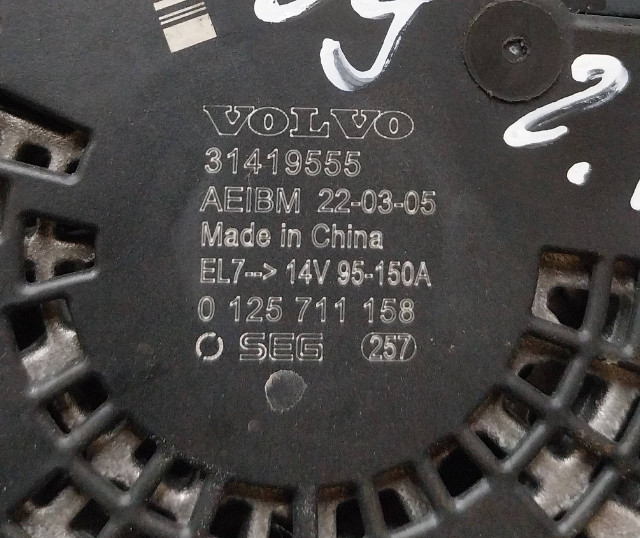 VOLVO
31419555
AEIBM 22-03-05
Made in China
EL7--> 14V 95-150A
0 125 711 158
SEG 257